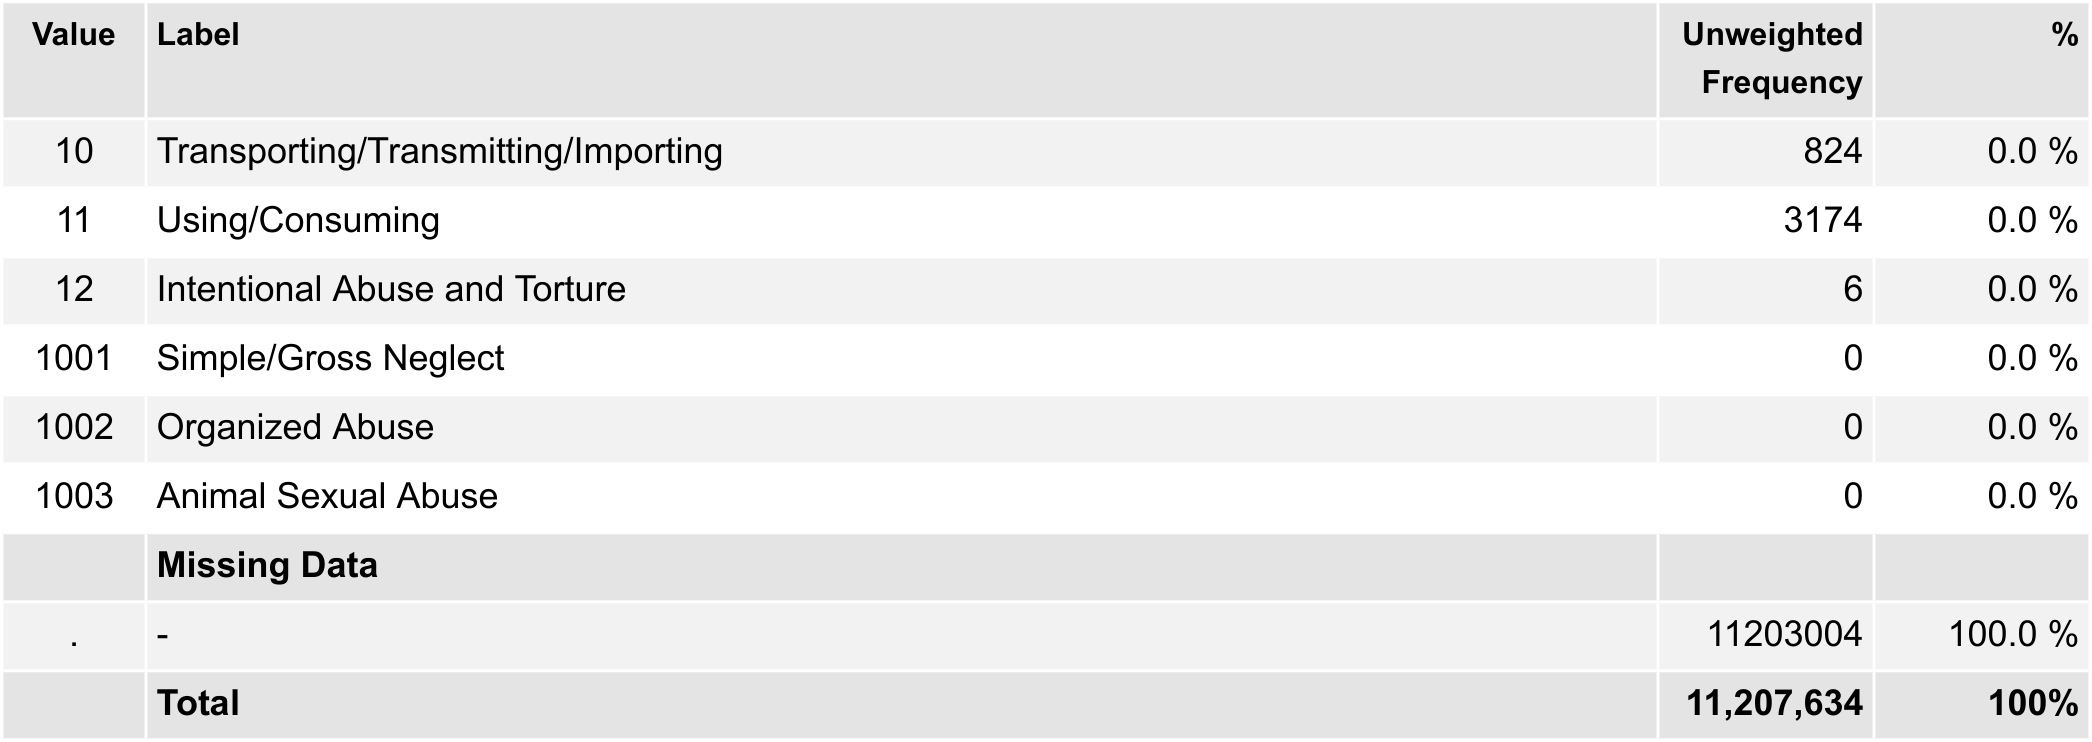 Value Label Unweighted Frequency %
10 Transporting/Transmitting/Importing 824 0.0 %
11 Using/Consuming 3174 0.0 %
12 Intentional Abuse and Torture 6 0.0 %
1001 Simple/Gross Neglect 0 0.0 %
1002 Organized Abuse 0 0.0 %
1003 Animal Sexual Abuse 0 0.0 %
Missing Data
. - 11203004 100.0 %
Total 11,207,634 100%